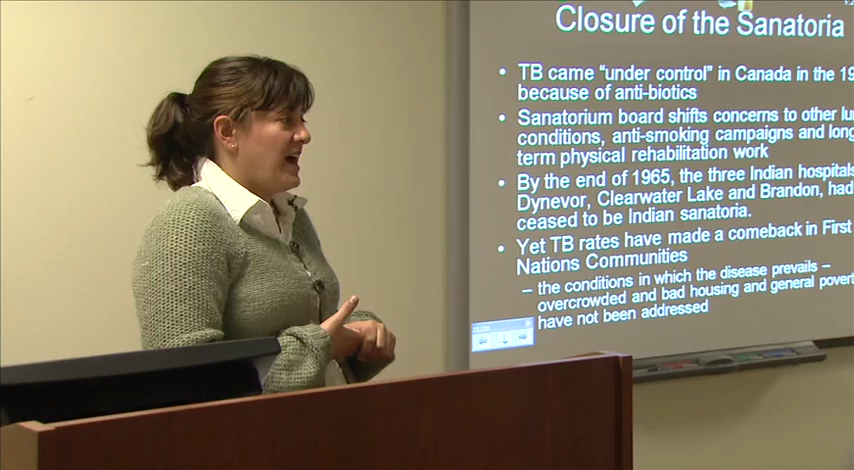 Closure of the Sanatoria
• TB came "under control" in Canada in the
because of anti-biotics
• Sanatorium board shifts concerns to other
conditions, anti-smoking campaigns and
term physical rehabilitation work
• By the end of 1965, the three Indian hospitals
Dynevor, Clearwater Lake and Brandon, had
ceased to be Indian sanatoria.
• Yet TB rates have made a comeback in First
Nations Communities
– the conditions in which the disease prevails –
overcrowded and bad housing and general
have not been addressed